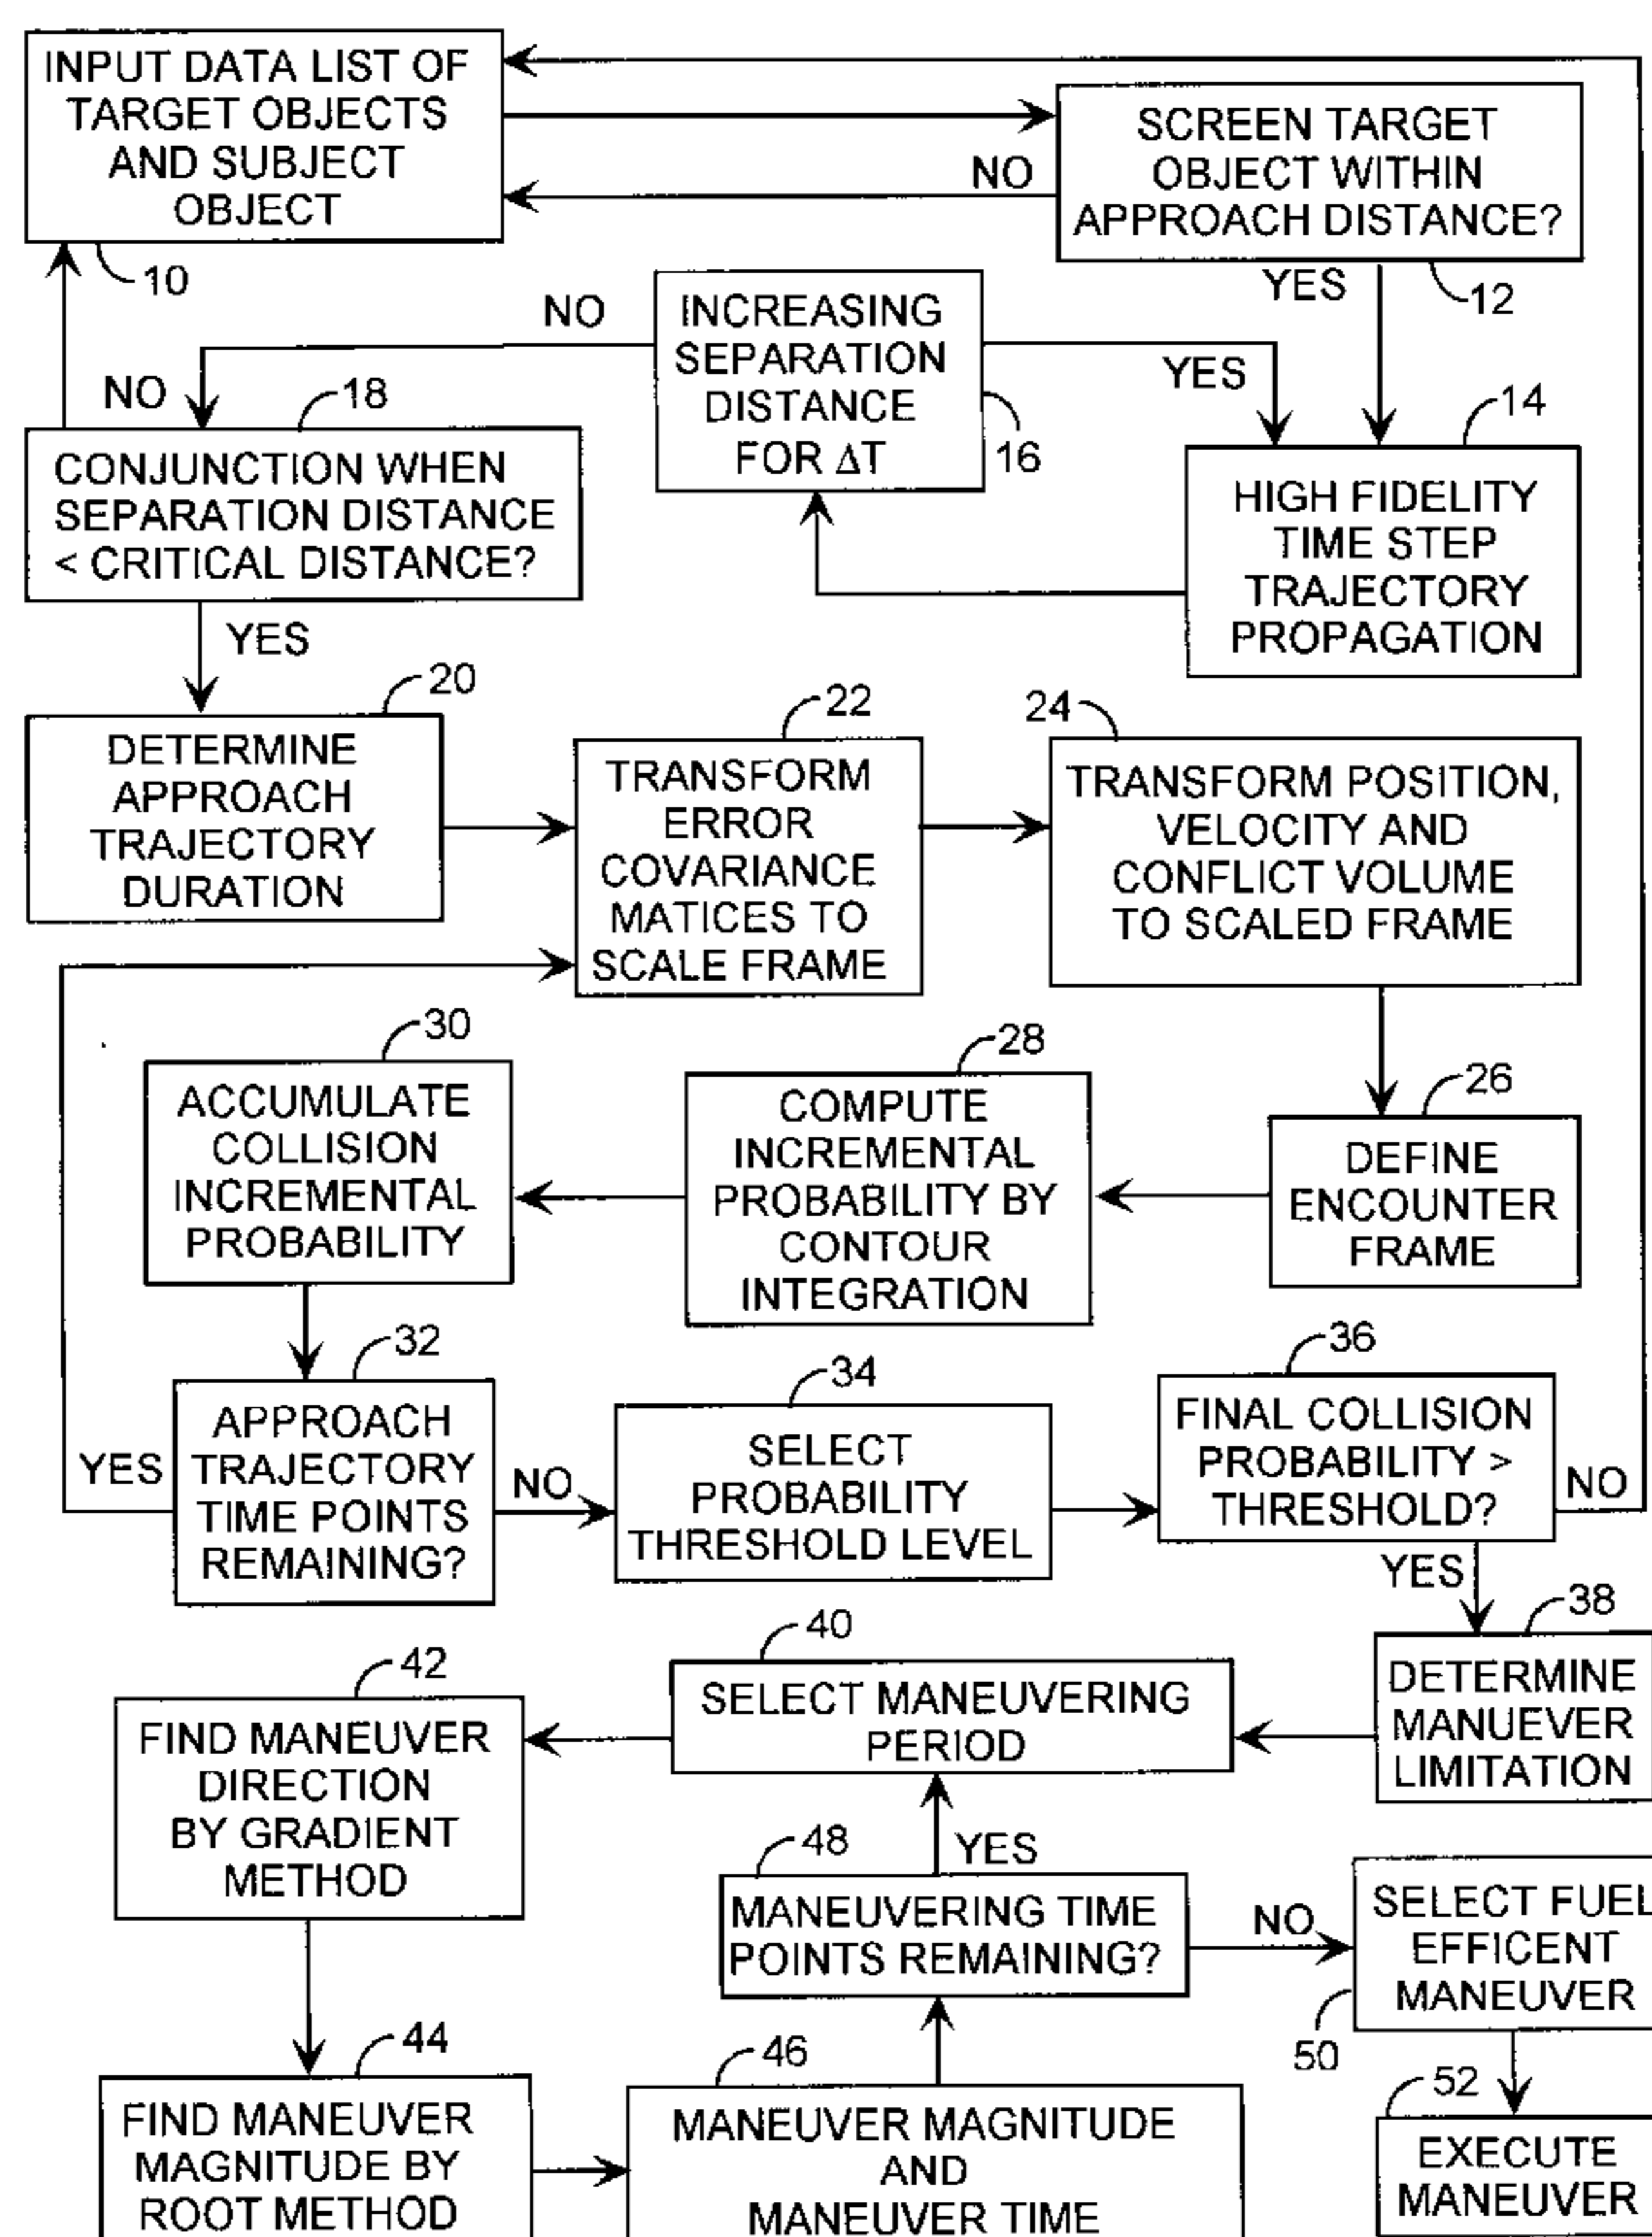 INPUT DATA LIST OF
TARGET OBJECTS
AND SUBJECT
OBJECT
10
SCREEN TARGET
OBJECT WITHIN
APPROACH DISTANCE?
12
NO
YES
INCREASING
SEPARATION
DISTANCE
FOR ΔT
16
NO
YES
HIGH FIDELITY
TIME STEP
TRAJECTORY
PROPAGATION
14
NO
18
CONJUNCTION WHEN
SEPARATION DISTANCE
< CRITICAL DISTANCE?
YES
20
DETERMINE
APPROACH
TRAJECTORY
DURATION
22
TRANSFORM
ERROR
COVARIANCE
MATICES TO
SCALE FRAME
24
TRANSFORM POSITION,
VELOCITY AND
CONFLICT VOLUME
TO SCALED FRAME
26
DEFINE
ENCOUNTER
FRAME
28
COMPUTE
INCREMENTAL
PROBABILITY BY
CONTOUR
INTEGRATION
30
ACCUMULATE
COLLISION
INCREMENTAL
PROBABILITY
32
APPROACH
TRAJECTORY
TIME POINTS
REMAINING?
YES
NO
34
SELECT
PROBABILITY
THRESHOLD LEVEL
36
FINAL COLLISION
PROBABILITY >
THRESHOLD?
NO
YES
38
DETERMINE
MANUEVER
LIMITATION
40
SELECT MANEUVERING
PERIOD
42
FIND MANEUVER
DIRECTION
BY GRADIENT
METHOD
44
FIND MANEUVER
MAGNITUDE BY
ROOT METHOD
46
MANEUVER MAGNITUDE
AND
MANEUVER TIME
48
YES
MANEUVERING TIME
POINTS REMAINING?
NO
SELECT FUEL
EFFICENT
MANEUVER
50
52
EXECUTE
MANEUVER